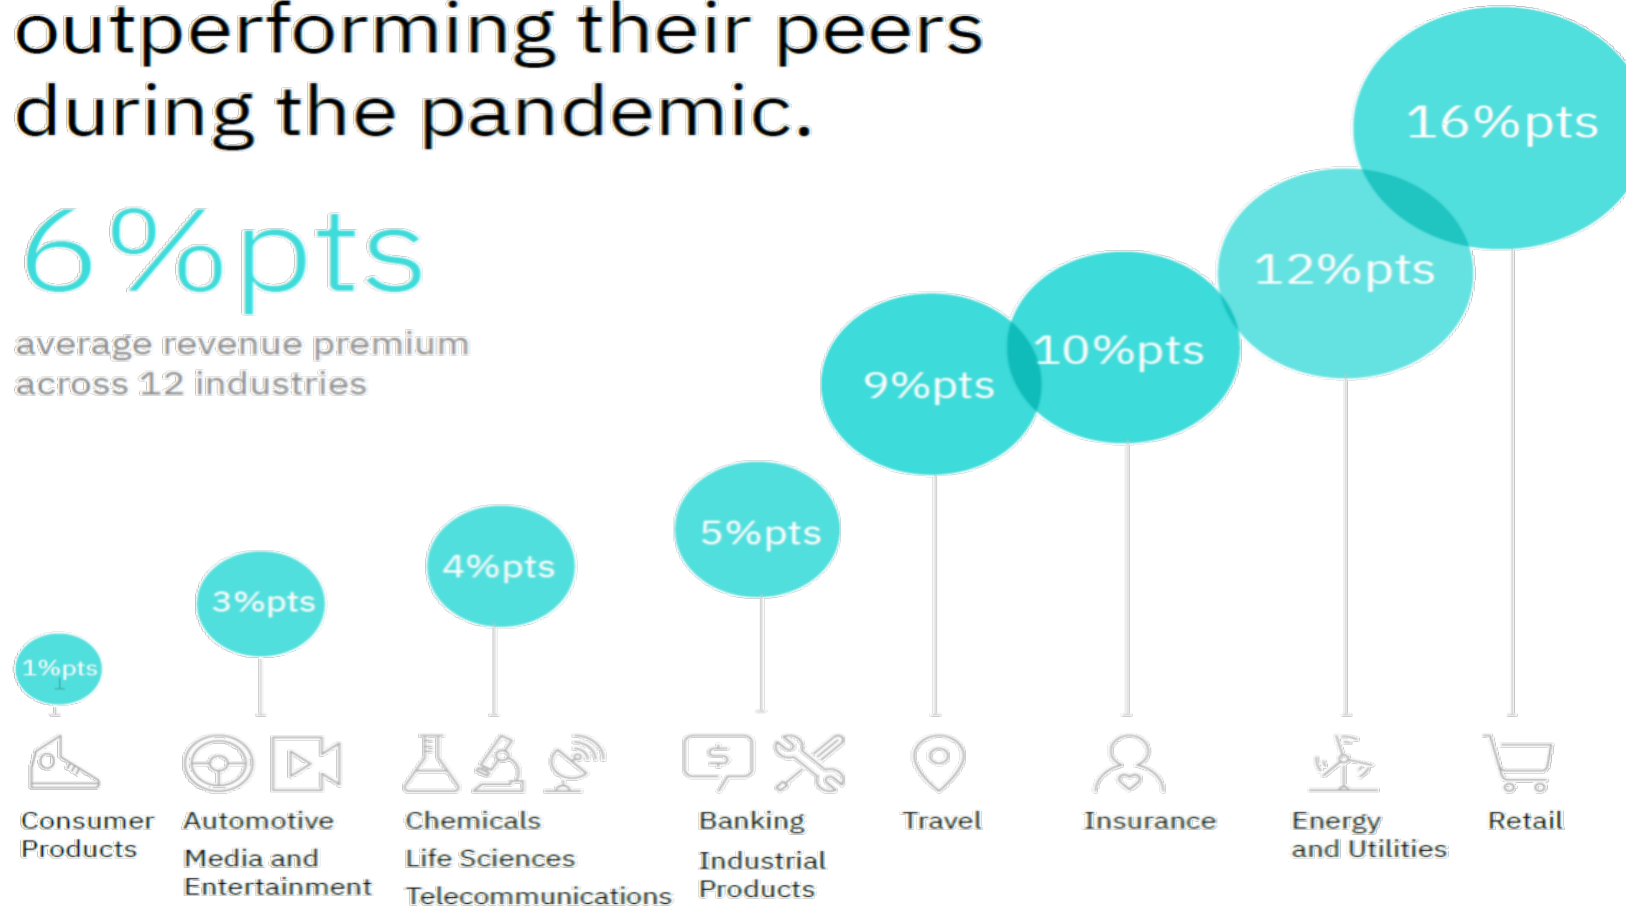 outperforming their peers
during the pandemic.
6%pts
average revenue premium
across 12 industries
16%pts
12%pts
10%pts
9%pts
5%pts
4%pts
3%pts
1%pts
$
Consumer
Products
Automotive
Media and
Entertainment
Chemicals
Life Sciences
Telecommunications
Banking
Industrial
Products
Travel
Insurance
Energy
and Utilities
Retail